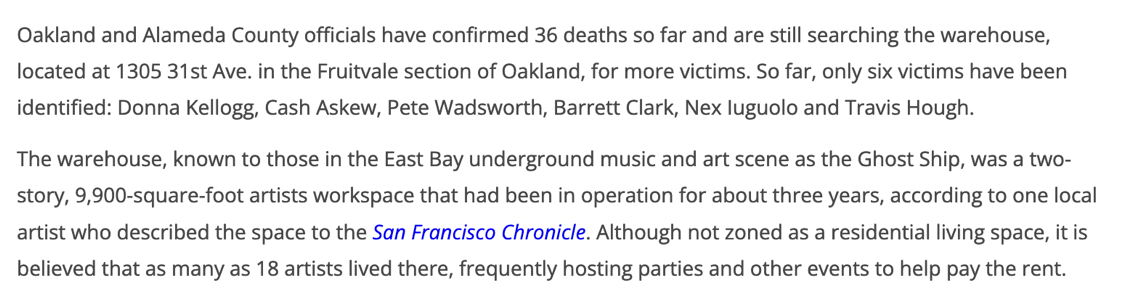 Oakland and Alameda County officials have confirmed 36 deaths so far and are still searching the warehouse,
located at 1305 31st Ave. in the Fruitvale section of Oakland, for more victims. So far, only six victims have been
identified: Donna Kellogg, Cash Askew, Pete Wadsworth, Barrett Clark, Nex Iuguolo and Travis Hough.
The warehouse, known to those in the East Bay underground music and art scene as the Ghost Ship, was a two-
story, 9,900-square-foot artists workspace that had been in operation for about three years, according to one local
artist who described the space to the San Francisco Chronicle. Although not zoned as a residential living space, it is
believed that as many as 18 artists lived there, frequently hosting parties and other events to help pay the rent.